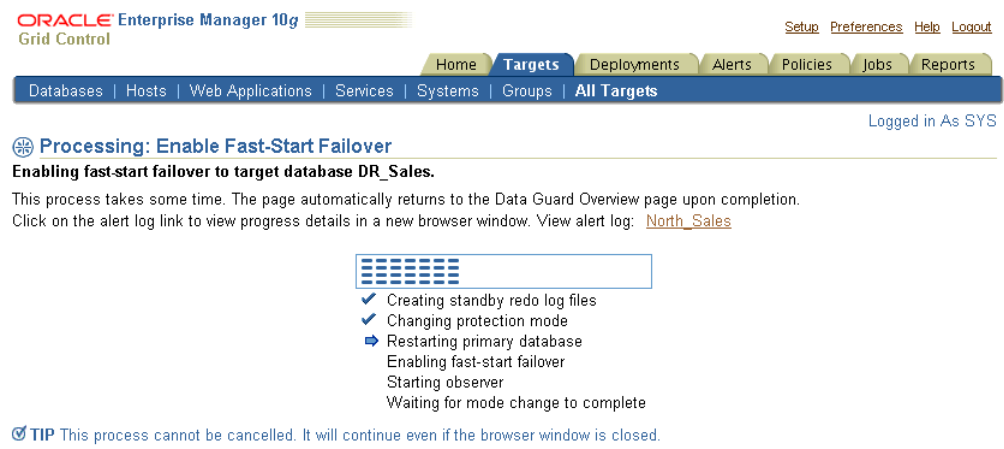 ORACLE Enterprise Manager 10g
Grid Control
Setup Preferences Help Logout
Home Targets Deployments Alerts Policies Jobs Reports
Databases | Hosts | Web Applications | Services | Systems | Groups | All Targets
Logged in As SYS
Processing: Enable Fast-Start Failover
Enabling fast-start failover to target database DR_Sales.
This process takes some time. The page automatically returns to the Data Guard Overview page upon completion.
Click on the alert log link to view progress details in a new browser window. View alert log: North_Sales
Creating standby redo log files
Changing protection mode
Restarting primary database
Enabling fast-start failover
Starting observer
Waiting for mode change to complete
TIP This process cannot be cancelled. It will continue even if the browser window is closed.